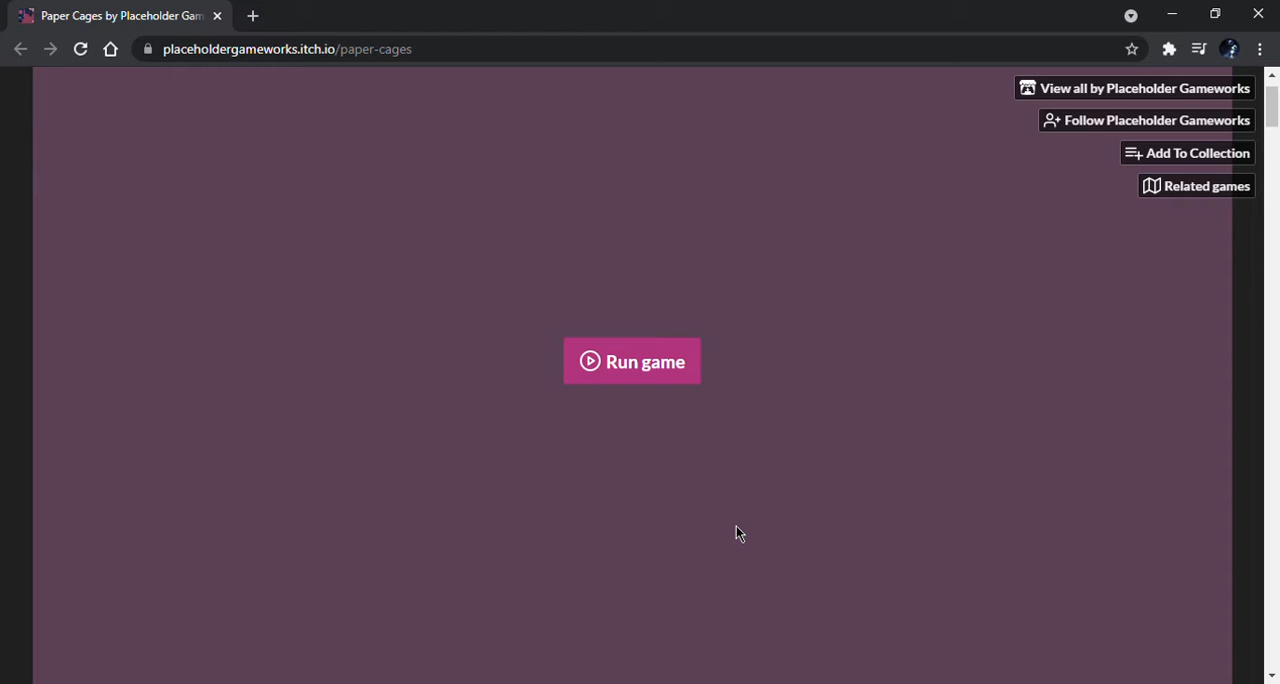 Paper Cages by Placeholder Gam
placeholdergameworks.itch.io/paper-cages
View all by Placeholder Gameworks
Follow Placeholder Gameworks
Add To Collection
Related games
Run game